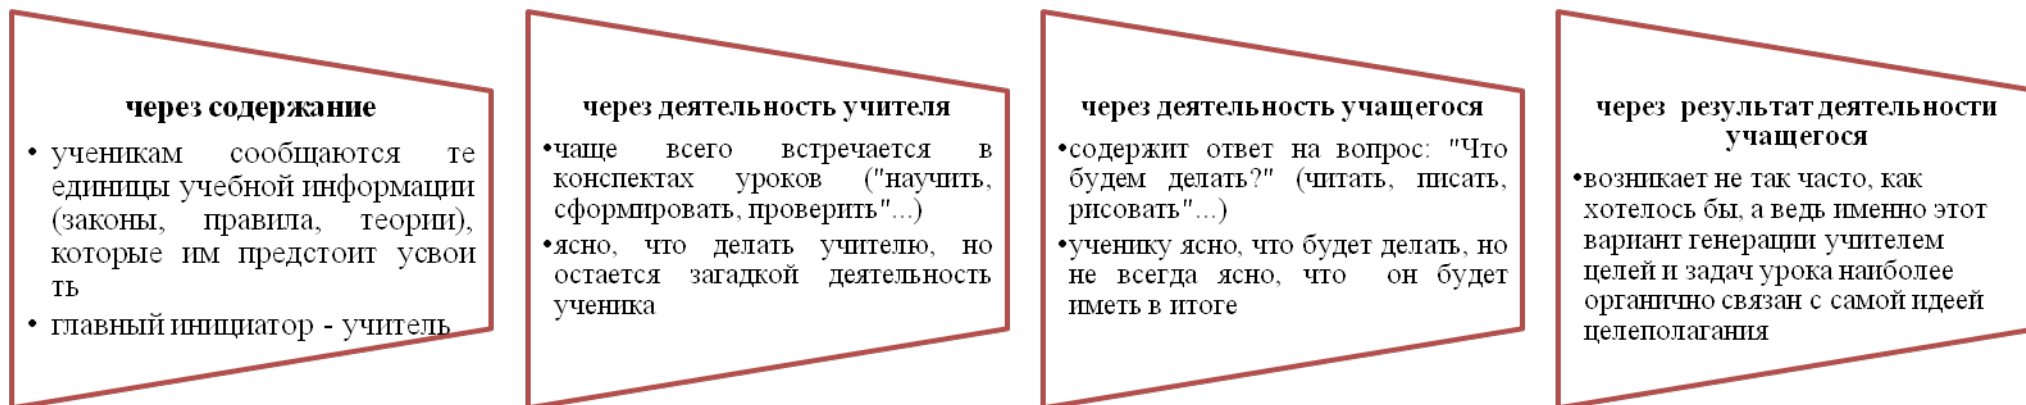 через содержание
• ученикам сообщаются те
единицы учебной информации
(законы, правила, теории),
которые им предстоит усвои
ть
• главный инициатор - учитель
через деятельность учителя
•чаще всего встречается в
конспектах уроков ("научить,
сформировать, проверить"...)
•ясно, что делать учителю, но
остается загадкой деятельность
ученика
через деятельность учащегося
•содержит ответ на вопрос: "Что
будем делать?" (читать, писать,
рисовать"...)
•ученику ясно, что будет делать, но
не всегда ясно, что он будет
иметь в итоге
через результат деятельности
учащегося
•возникает не так часто, как
хотелось бы, а ведь именно этот
вариант генерации учителем
целей и задач урока наиболее
органично связан с самой идеей
целеполагания